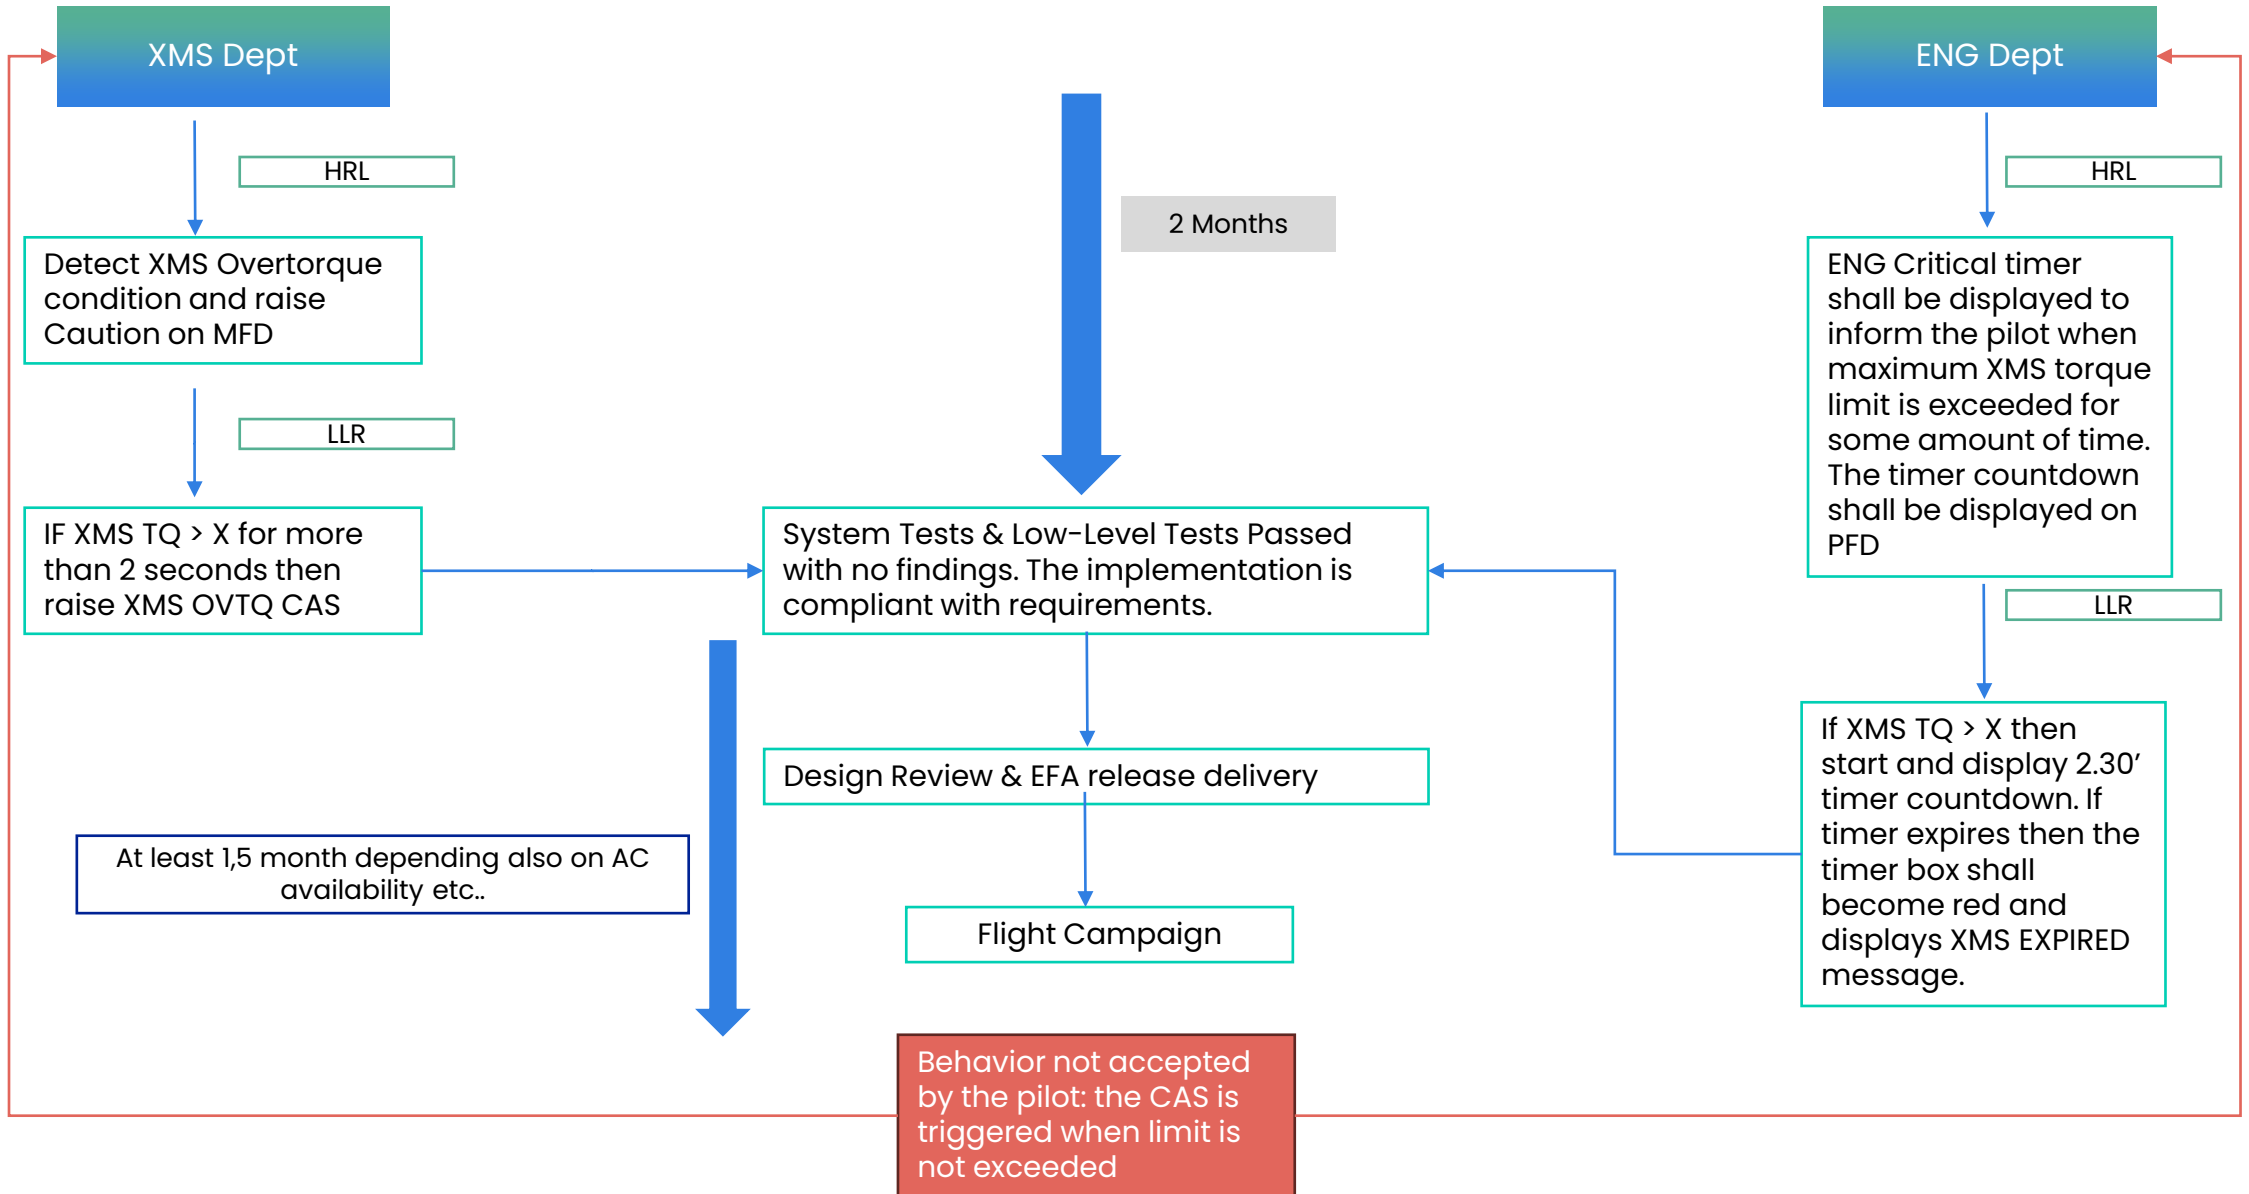 XMS Dept
ENG Dept
HRL
2 Months
HRL
Detect XMS Overtorque
condition and raise
Caution on MFD
LLR
IF XMS TQ > X for more
than 2 seconds then
raise XMS OVTQ CAS
System Tests & Low-Level Tests Passed
with no findings. The implementation is
compliant with requirements.
ENG Critical timer
shall be displayed to
inform the pilot when
maximum XMS torque
limit is exceeded for
some amount of time.
The timer countdown
shall be displayed on
PFD
LLR
If XMS TQ > X then
start and display 2.30’
timer countdown. If
timer expires then the
timer box shall
become red and
displays XMS EXPIRED
message.
Design Review & EFA release delivery
At least 1,5 month depending also on AC
availability etc..
Flight Campaign
Behavior not accepted
by the pilot: the CAS is
triggered when limit is
not exceeded